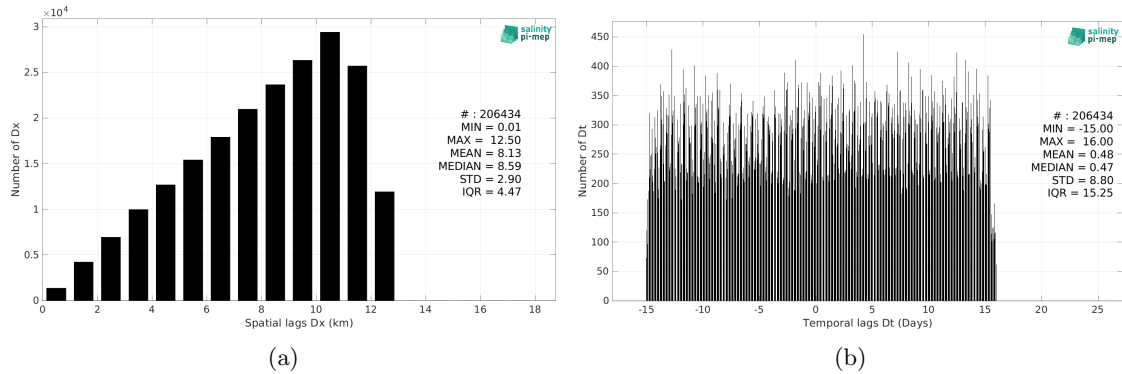 ×10⁴
3
2.5
2
1.5
1
0.5
0
Number of Dx
0 2 4 6 8 10 12 14 16 18
Spatial lags Dx (km)
salinity
pi-mep
# : 206434
MIN = 0.01
MAX = 12.50
MEAN = 8.13
MEDIAN = 8.59
STD = 2.90
IQR = 4.47
(a)
450
400
350
300
250
200
150
100
50
0
Number of Dt
-15 -10 -5 0 5 10 15 20 25
Temporal lags Dt (Days)
salinity
pi-mep
# : 206434
MIN = -15.00
MAX = 16.00
MEAN = 0.48
MEDIAN = 0.47
STD = 8.80
IQR = 15.25
(b)